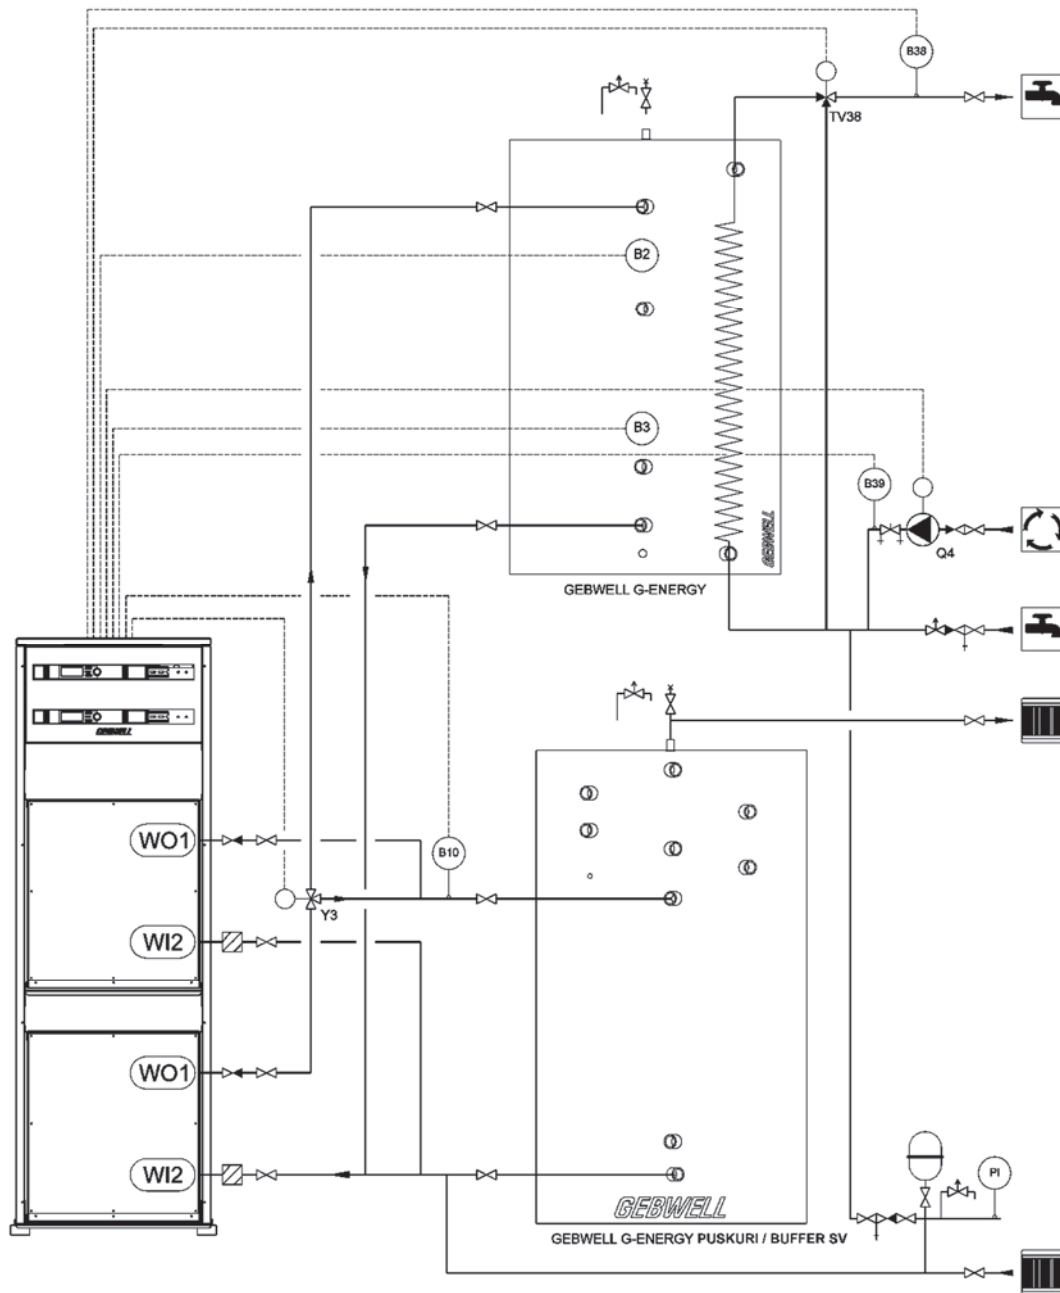 B38
TV38
B2
B3
B39
Q4
GEBWELL
GEBWELL G-ENERGY
GEBWELL
WO1
B10
Y3
WI2
WO1
WI2
PI
GEBWELL
GEBWELL G-ENERGY PUSKURI / BUFFER SV